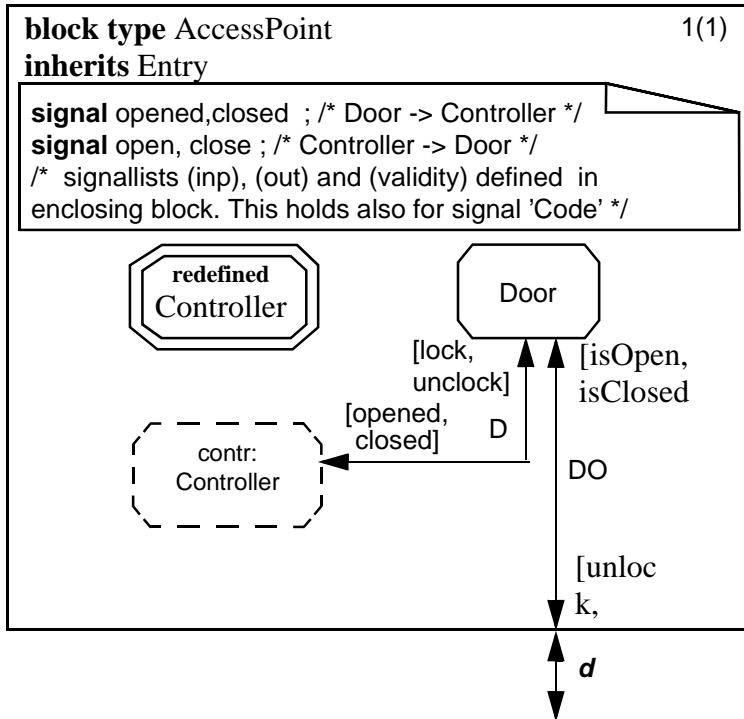 block type AccessPoint
1(1)
inherits Entry
signal opened,closed ; /* Door -> Controller */
signal open, close ; /* Controller -> Door */
/* signallists (inp), (out) and (validity) defined in
enclosing block. This holds also for signal 'Code' */
redefined
Controller
Door
[lock,
unclock]
[isOpen,
isClosed
[opened,
closed]
D
contr:
Controller
DO
[unloc
k,
d